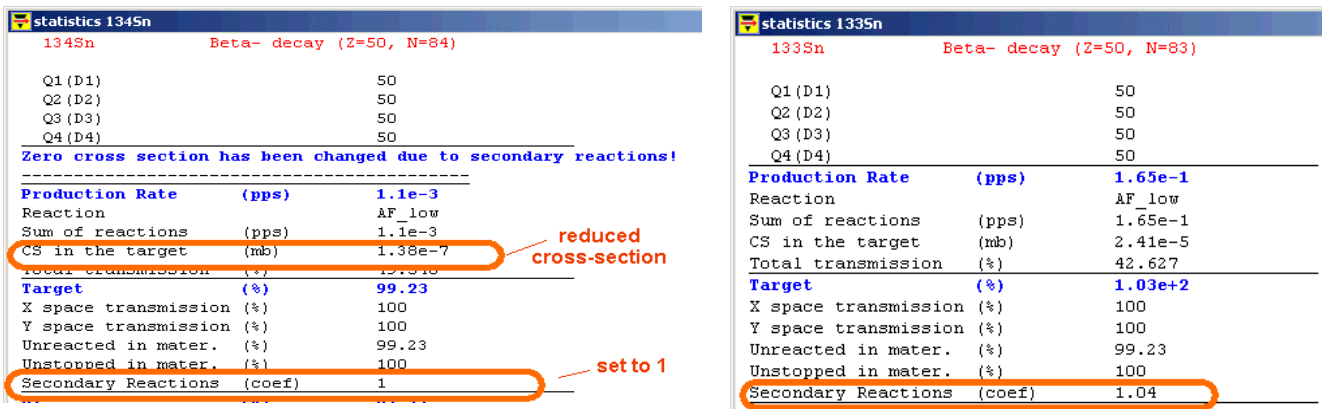 statistics 134Sn
134Sn Beta- decay (Z=50, N=84)
Q1(D1) 50
Q2(D2) 50
Q3(D3) 50
Q4(D4) 50
Zero cross section has been changed due to secondary reactions!
Production Rate (pps) 1.1e-3
Reaction AF_low
Sum of reactions (pps) 1.1e-3
CS in the target (mb) 1.38e-7
reduced
cross-section
Total transmission (%)
Target (%) 99.23
X space transmission (%) 100
Y space transmission (%) 100
Unreacted in mater. (%) 99.23
Unstopped in mater. (%) 100
set to 1
Secondary Reactions (coef) 1
statistics 133Sn
133Sn Beta- decay (Z=50, N=83)
Q1(D1) 50
Q2(D2) 50
Q3(D3) 50
Q4(D4) 50
Production Rate (pps) 1.65e-1
Reaction AF_low
Sum of reactions (pps) 1.65e-1
CS in the target (mb) 2.41e-5
Total transmission (%) 42.627
Target (%) 1.03e+2
X space transmission (%) 100
Y space transmission (%) 100
Unreacted in mater. (%) 99.23
Unstopped in mater. (%) 100
Secondary Reactions (coef) 1.04